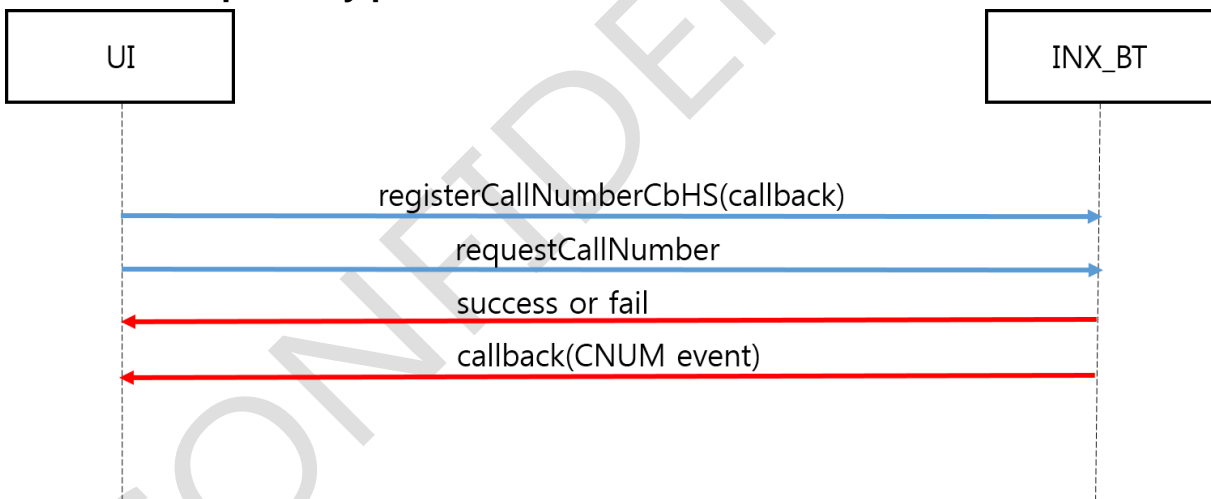 UI
INX_BT
registerCallNumberCbHS(callback)
requestCallNumber
success or fail
callback(CNUM event)